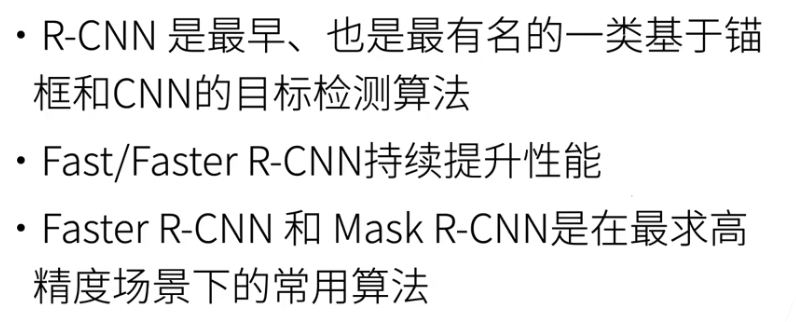 • R-CNN 是最早、也是最有名的一类基于锚
框和CNN的目标检测算法
• Fast/Faster R-CNN持续提升性能
• Faster R-CNN 和 Mask R-CNN是在最求高
精度场景下的常用算法